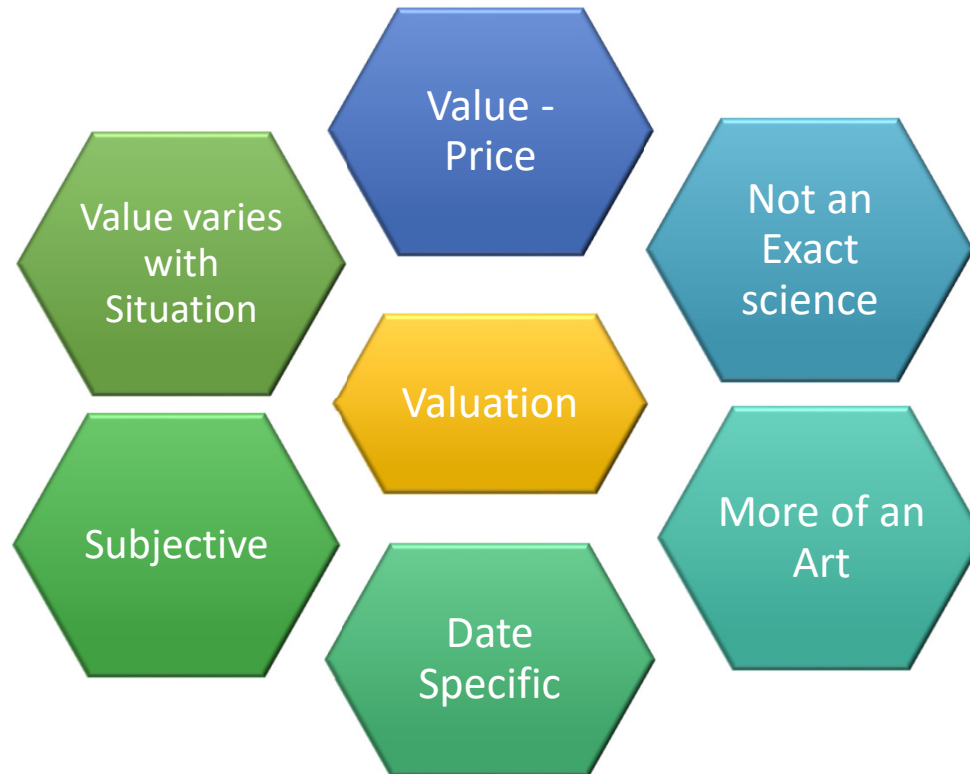 Value -
Price
Not an
Exact
science
More of an
Art
Date
Specific
Subjective
Value varies
with
Situation
Valuation